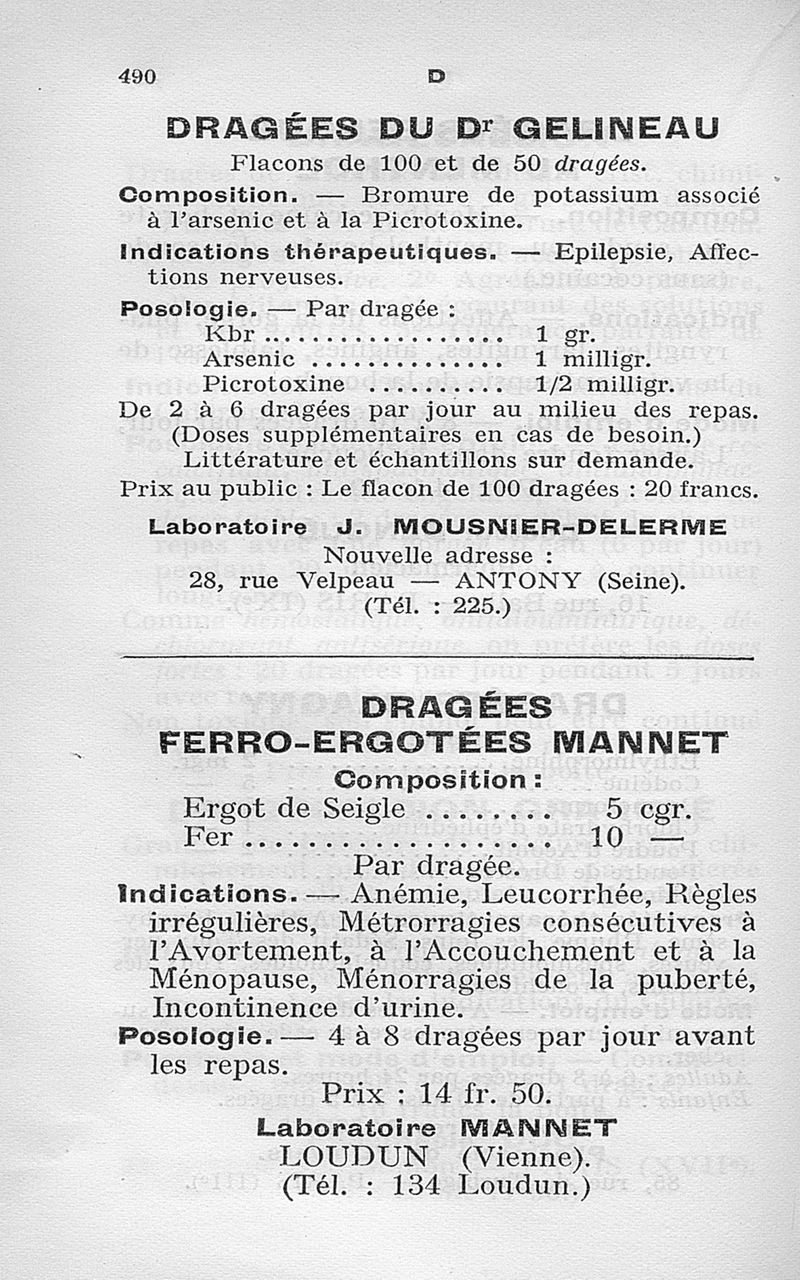 490
D
DRAGÉES DU Dr GELINEAU
Flacons de 100 et de 50 dragées.
Composition. — Bromure de potassium associé
à l'arsenic et à la Picrotoxine.
Indications thérapeutiques. — Epilepsie, Affec-
tions nerveuses.
Posologie. — Par dragée :
Kbr ................... 1 gr.
Arsenic ............... 1 milligr.
Picrotoxine ........... 1/2 milligr.
De 2 à 6 dragées par jour au milieu des repas.
(Doses supplémentaires en cas de besoin.)
Littérature et échantillons sur demande.
Prix au public : Le flacon de 100 dragées : 20 francs.
Laboratoire J. MOUSNIER-DELERME
Nouvelle adresse :
28, rue Velpeau — ANTONY (Seine).
(Tél. : 225.)
DRAGÉES
FERRO-ERGOTÉES MANNET
Composition :
Ergot de Seigle ........ 5 cgr.
Fer .................... 10 —
Par dragée.
Indications. — Anémie, Leucorrhée, Règles
irrégulières, Métrorragies consécutives à
l'Avortement, à l'Accouchement et à la
Ménopause, Ménorragies de la puberté,
Incontinence d'urine.
Posologie. — 4 à 8 dragées par jour avant
les repas.
Prix : 14 fr. 50.
Laboratoire MANNET
LOUDUN (Vienne).
(Tél. : 134 Loudun.)